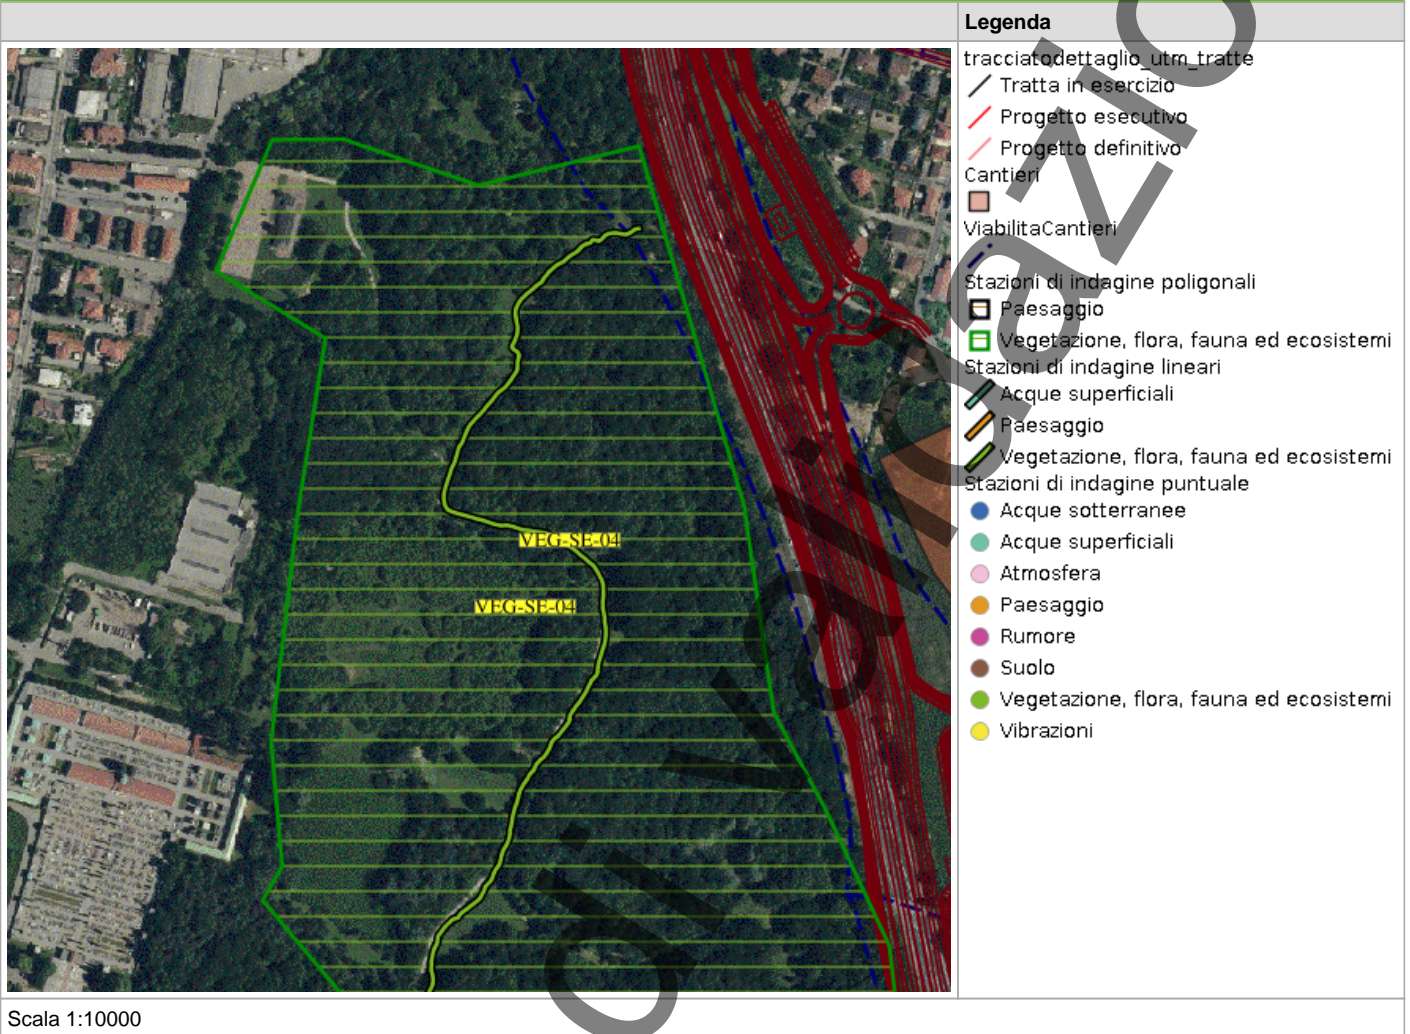 Legenda
tracciatodettaglio_utm_tratte
Tratta in esercizio
Progetto esecutivo
Progetto definitivo
Cantieri
ViabilitaCantieri
Stazioni di indagine poligonali
Paesaggio
Vegetazione, flora, fauna ed ecosistemi
Stazioni di indagine lineari
Acque superficiali
Paesaggio
Vegetazione, flora, fauna ed ecosistemi
Stazioni di indagine puntuale
Acque sotterranee
Acque superficiali
Atmosfera
Paesaggio
Rumore
Suolo
Vegetazione, flora, fauna ed ecosistemi
Vibrazioni
VEG-SE-04
VEG-SE-04
di Validazio
Scala 1:10000